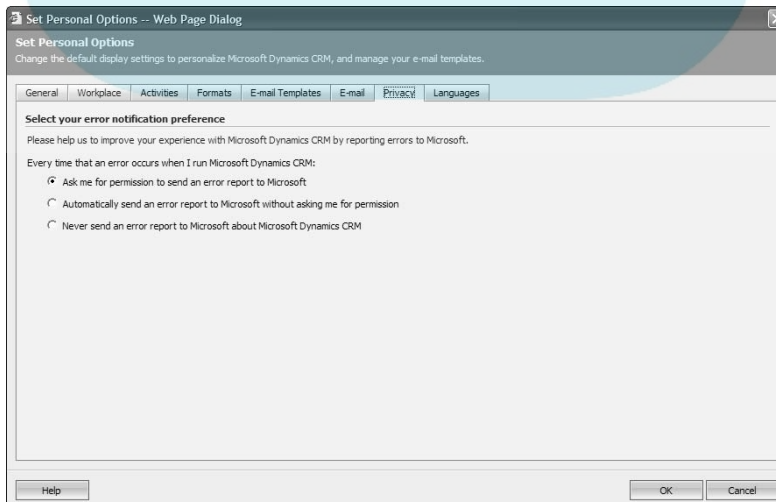 Set Personal Options -- Web Page Dialog
Set Personal Options
Change the default display settings to personalize Microsoft Dynamics CRM, and manage your e-mail templates.
General Workplace Activities Formats E-mail Templates E-mail Privacy Languages
Select your error notification preference
Please help us to improve your experience with Microsoft Dynamics CRM by reporting errors to Microsoft.
Every time that an error occurs when I run Microsoft Dynamics CRM:
Ask me for permission to send an error report to Microsoft
Automatically send an error report to Microsoft without asking me for permission
Never send an error report to Microsoft about Microsoft Dynamics CRM
Help OK Cancel